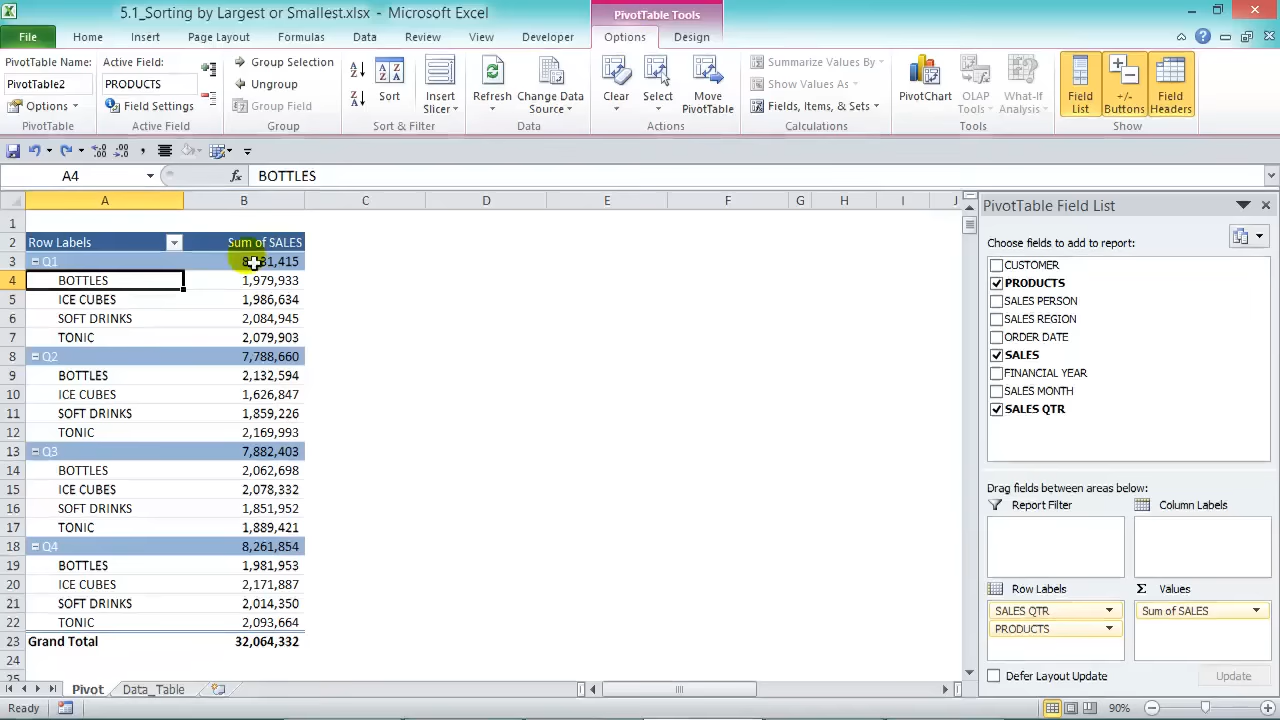 5.1_Sorting by Largest or Smallest.xlsx - Microsoft Excel
PivotTable Tools
File Home Insert Page Layout Formulas Data Review View Developer Options Design
PivotTable Name: Active Field: Group Selection Summarize Values By
PivotTable2 PRODUCTS Ungroup Show Values As
Options Field Settings Group Field Sort Insert Slicer Refresh Change Data Source Clear Select Move PivotTable Fields, Items, & Sets PivotChart OLAP Tools What-If Analysis Field List +/- Buttons Field Headers
PivotTable Active Field Group Sort & Filter Data Actions Calculations Tools Show
A4 fx BOTTLES
A B C D E F G H I J
1
2 Row Labels Sum of SALES
3 Q1
4 BOTTLES 1,979,933
5 ICE CUBES 1,986,634
6 SOFT DRINKS 2,084,945
7 TONIC 2,079,903
8 Q2 7,788,660
9 BOTTLES 2,132,594
10 ICE CUBES 1,626,847
11 SOFT DRINKS 1,859,226
12 TONIC 2,169,993
13 Q3 7,882,403
14 BOTTLES 2,062,698
15 ICE CUBES 2,078,332
16 SOFT DRINKS 1,851,952
17 TONIC 1,889,421
18 Q4 8,261,854
19 BOTTLES 1,981,953
20 ICE CUBES 2,171,887
21 SOFT DRINKS 2,014,350
22 TONIC 2,093,664
23 Grand Total 32,064,332
24
25
PivotTable Field List
Choose fields to add to report:
CUSTOMER
PRODUCTS
SALES PERSON
SALES REGION
ORDER DATE
SALES
FINANCIAL YEAR
SALES MONTH
SALES QTR
Drag fields between areas below:
Report Filter Column Labels
Row Labels Σ Values
SALES QTR Sum of SALES
PRODUCTS
Defer Layout Update Update
Pivot Data_Table
Ready 90%